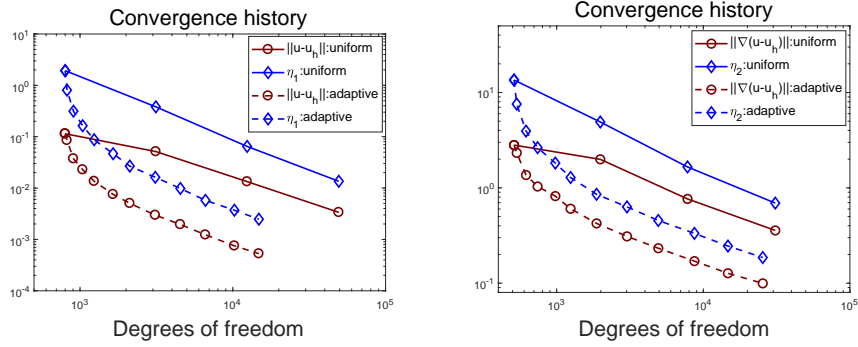 Convergence history
||u-u_h||:uniform
η_1:uniform
||u-u_h||:adaptive
η_1:adaptive
10^1
10^0
10^-1
10^-2
10^-3
10^-4
10^3
10^4
10^5
Degrees of freedom
Convergence history
||∇(u-u_h)||:uniform
η_2:uniform
||∇(u-u_h)||:adaptive
η_2:adaptive
10^1
10^0
10^-1
10^3
10^4
10^5
Degrees of freedom